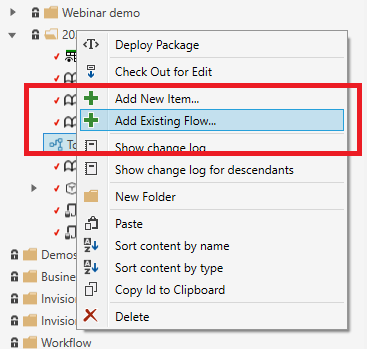 Webinar demo
20
Deploy Package
Check Out for Edit
Add New Item...
Add Existing Flow...
To
Show change log
Show change log for descendants
New Folder
Paste
Sort content by name
Sort content by type
Copy Id to Clipboard
Delete
Demos
Busine
Invision
Invision
Workflow